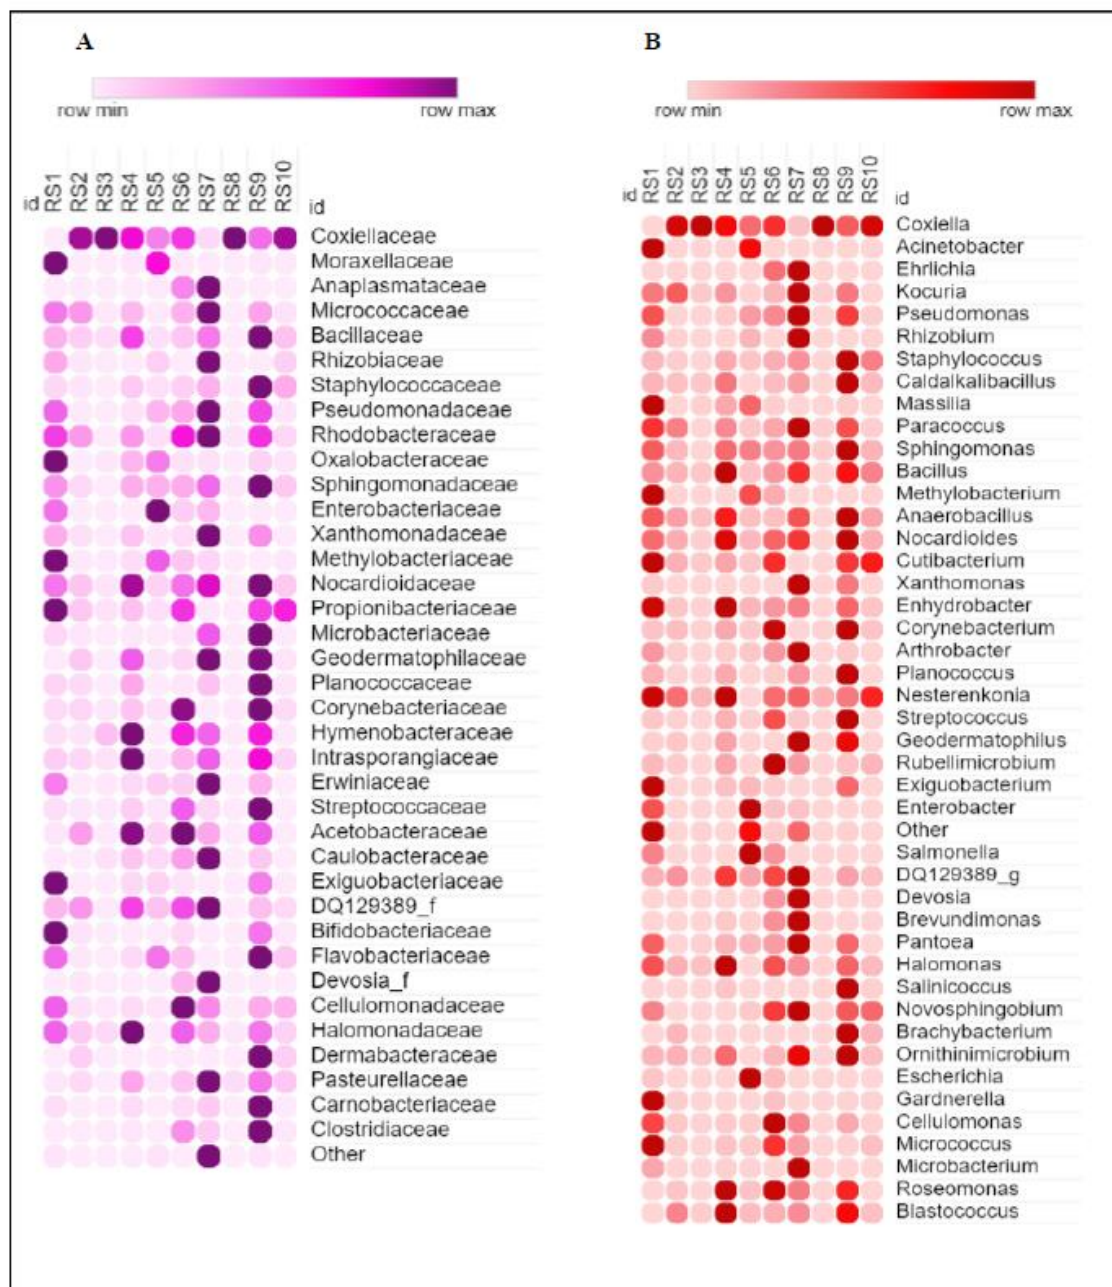 A
row min row max
id RS1 RS2 RS3 RS4 RS5 RS6 RS7 RS8 RS9 RS10 id
Coxiellaceae
Moraxellaceae
Anaplasmataceae
Micrococcaceae
Bacillaceae
Rhizobiaceae
Staphylococcaceae
Pseudomonadaceae
Rhodobacteraceae
Oxalobacteraceae
Sphingomonadaceae
Enterobacteriaceae
Xanthomonadaceae
Methylobacteriaceae
Nocardioidaceae
Propionibacteriaceae
Microbacteriaceae
Geodermatophilaceae
Planococcaceae
Corynebacteriaceae
Hymenobacteraceae
Intrasporangiaceae
Erwiniaceae
Streptococcaceae
Acetobacteraceae
Caulobacteraceae
Exiguobacteriaceae
DQ129389_f
Bifidobacteriaceae
Flavobacteriaceae
Devosia_f
Cellulomonadaceae
Halomonadaceae
Dermabacteraceae
Pasteurellaceae
Carnobacteriaceae
Clostridiaceae
Other
B
row min row max
id RS1 RS2 RS3 RS4 RS5 RS6 RS7 RS8 RS9 RS10 id
Coxiella
Acinetobacter
Ehrlichia
Kocuria
Pseudomonas
Rhizobium
Staphylococcus
Caldalkalibacillus
Massilia
Paracoccus
Sphingomonas
Bacillus
Methylobacterium
Anaerobacillus
Nocardioides
Cutibacterium
Xanthomonas
Enhydrobacter
Corynebacterium
Arthrobacter
Planococcus
Nesterenkonia
Streptococcus
Geodermatophilus
Rubellimicrobium
Exiguobacterium
Enterobacter
Other
Salmonella
DQ129389_g
Devosia
Brevundimonas
Pantoea
Halomonas
Salinicoccus
Novosphingobium
Brachybacterium
Ornithinimicrobium
Escherichia
Gardnerella
Cellulomonas
Micrococcus
Microbacterium
Roseomonas
Blastococcus